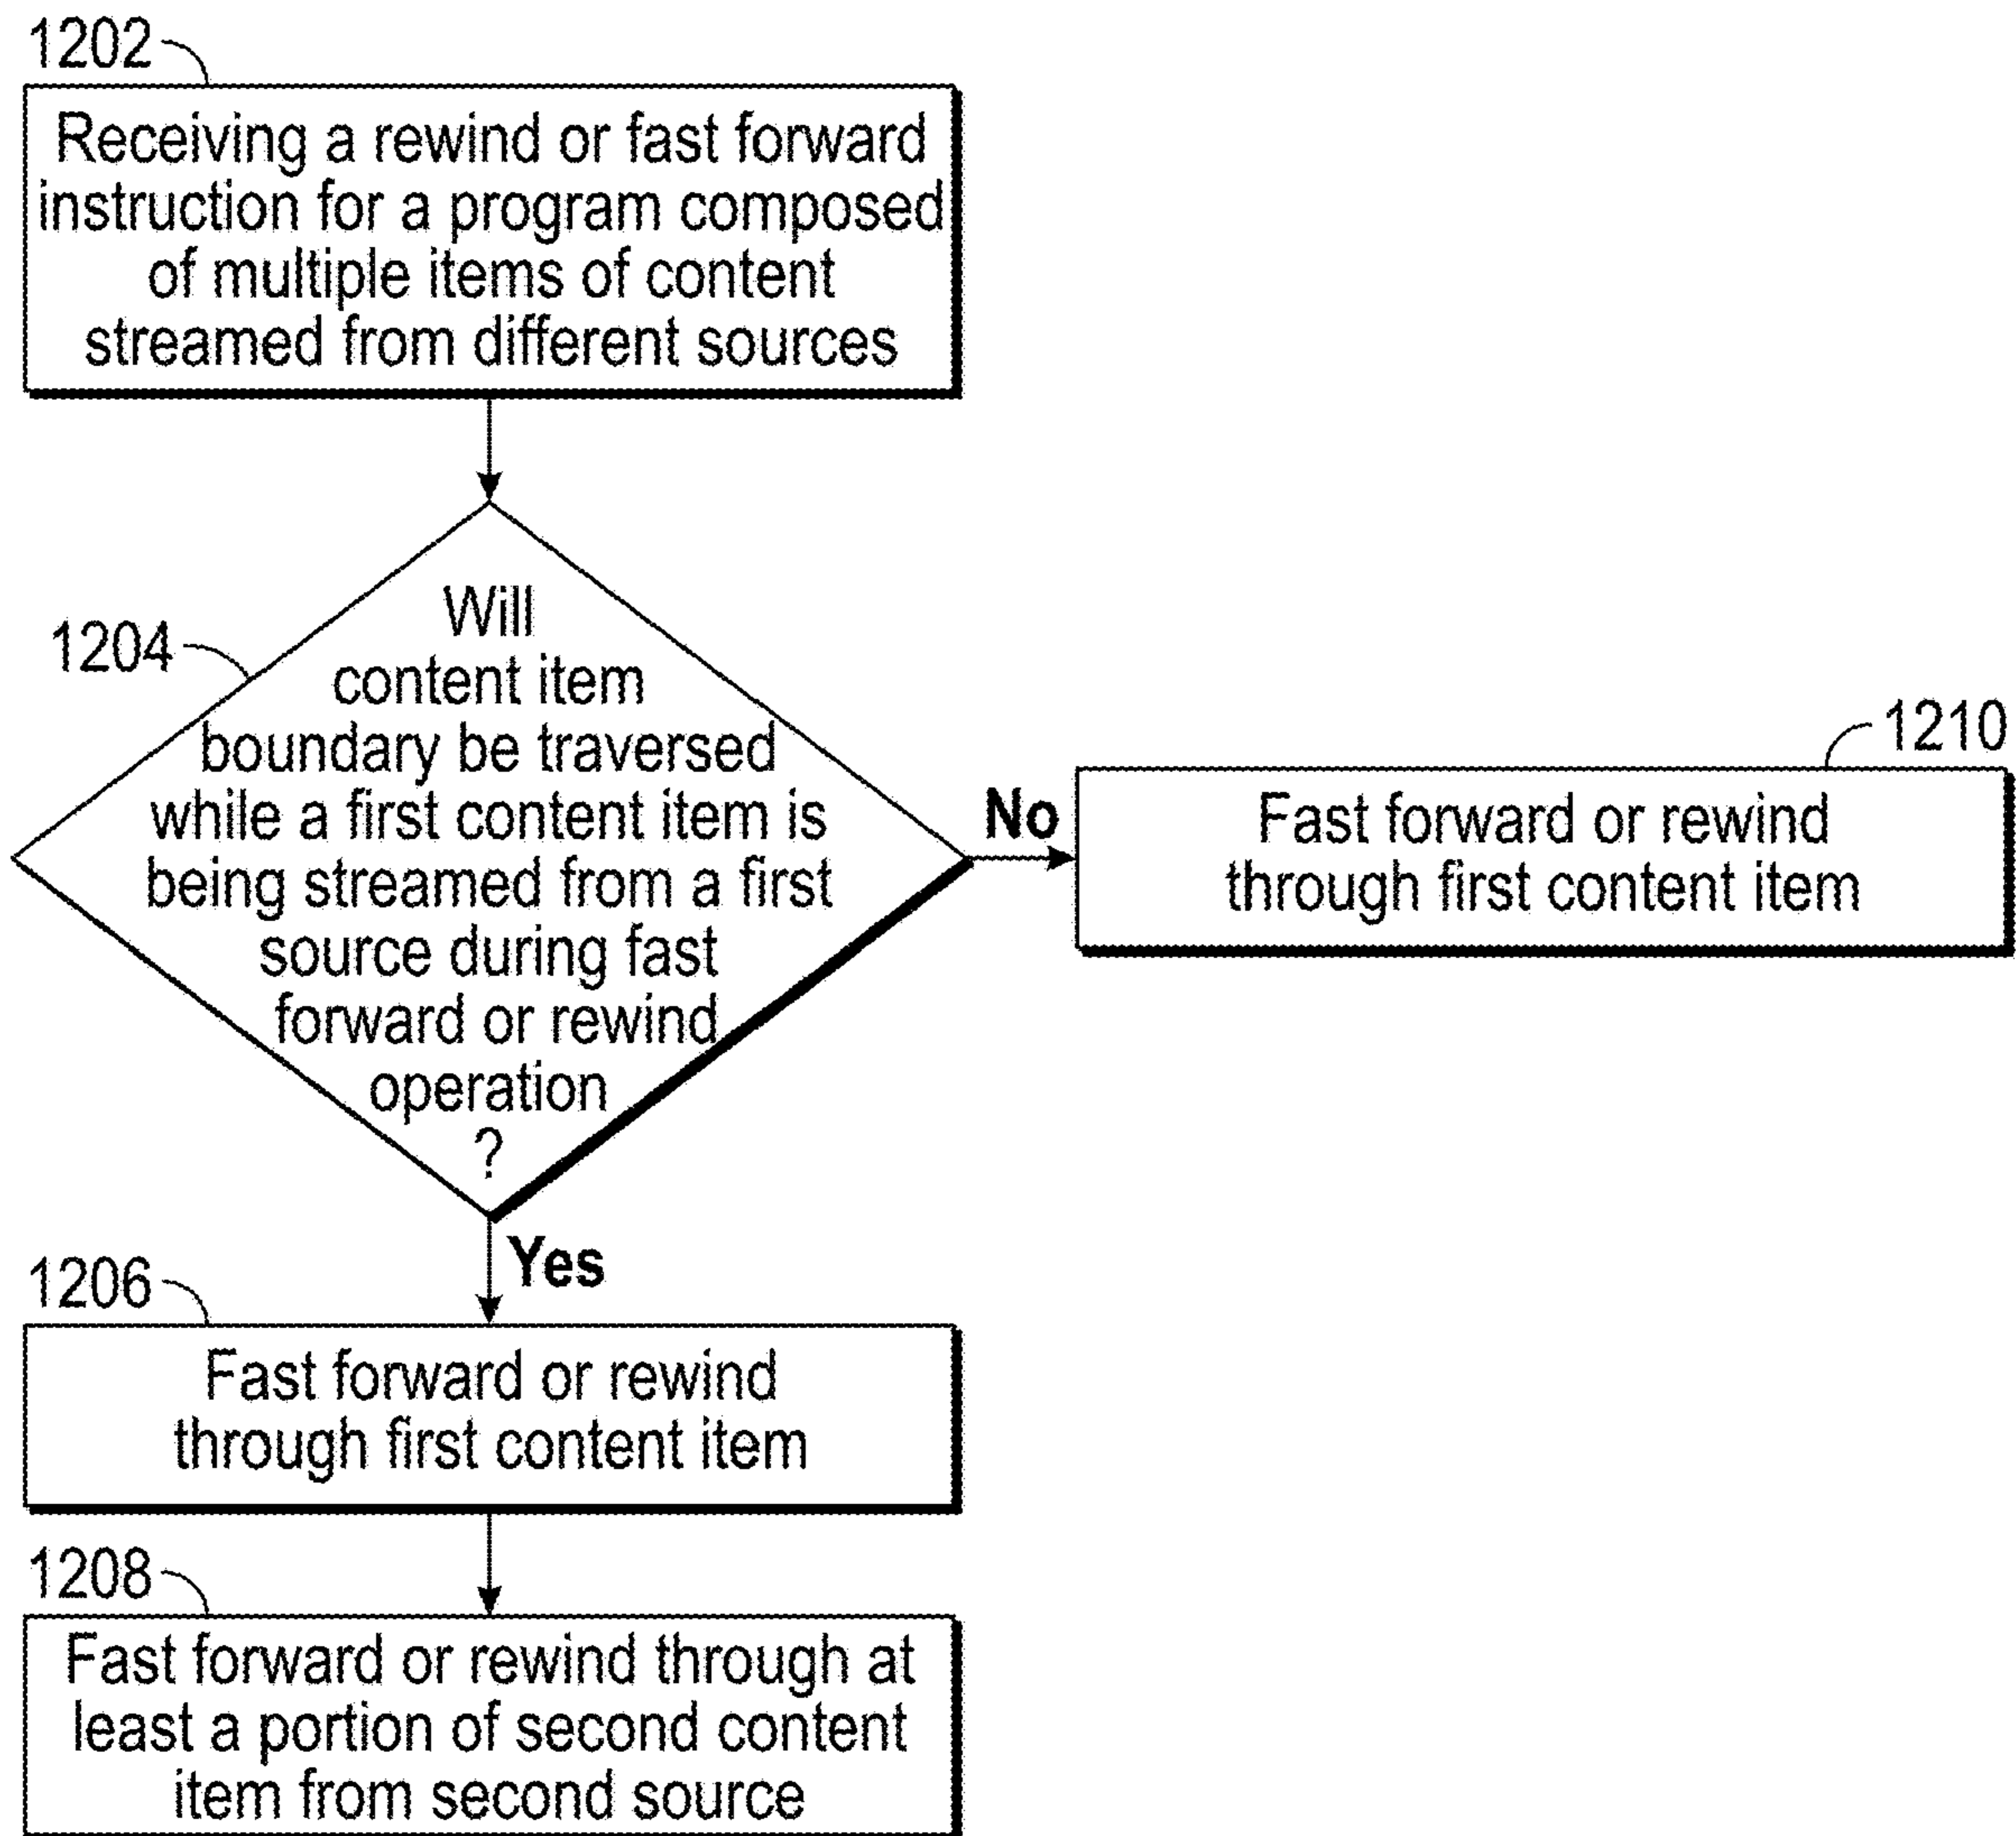 1202
Receiving a rewind or fast forward
instruction for a program composed
of multiple items of content
streamed from different sources
1204
Will
content item
boundary be traversed
while a first content item is
being streamed from a first
source during fast
forward or rewind
operation
?
No
1210
Fast forward or rewind
through first content item
Yes
1206
Fast forward or rewind
through first content item
1208
Fast forward or rewind through at
least a portion of second content
item from second source